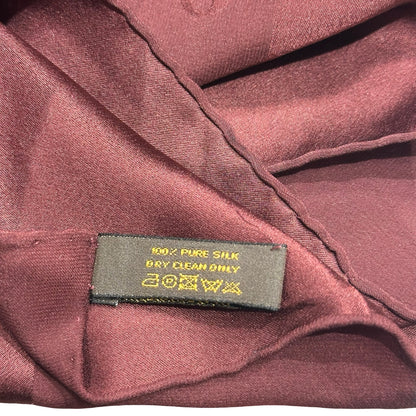 100% PURE SILK
DRY CLEAN ONLY